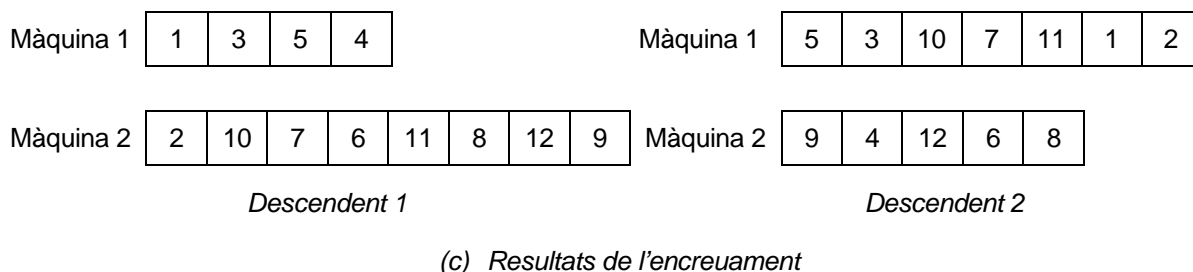 Màquina 1 1 3 5 4 Màquina 1 5 3 10 7 11 1 2
Màquina 2 2 10 7 6 11 8 12 9 Màquina 2 9 4 12 6 8
Descendent 1 Descendent 2
(c) Resultats de l'encreuament